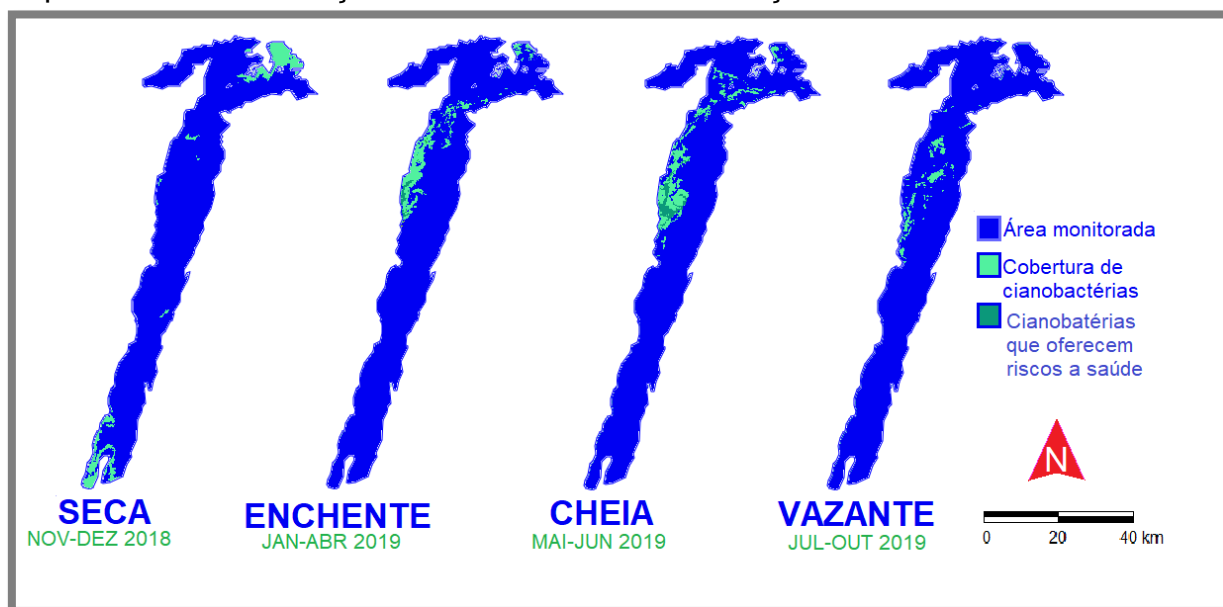 Área monitorada
Cobertura de
cianobactérias
Cianobatérias
que oferecem
riscos a saúde
N
SECA
NOV-DEZ 2018
ENCHENTE
JAN-ABR 2019
CHEIA
MAI-JUN 2019
VAZANTE
JUL-OUT 2019
0 20 40 km